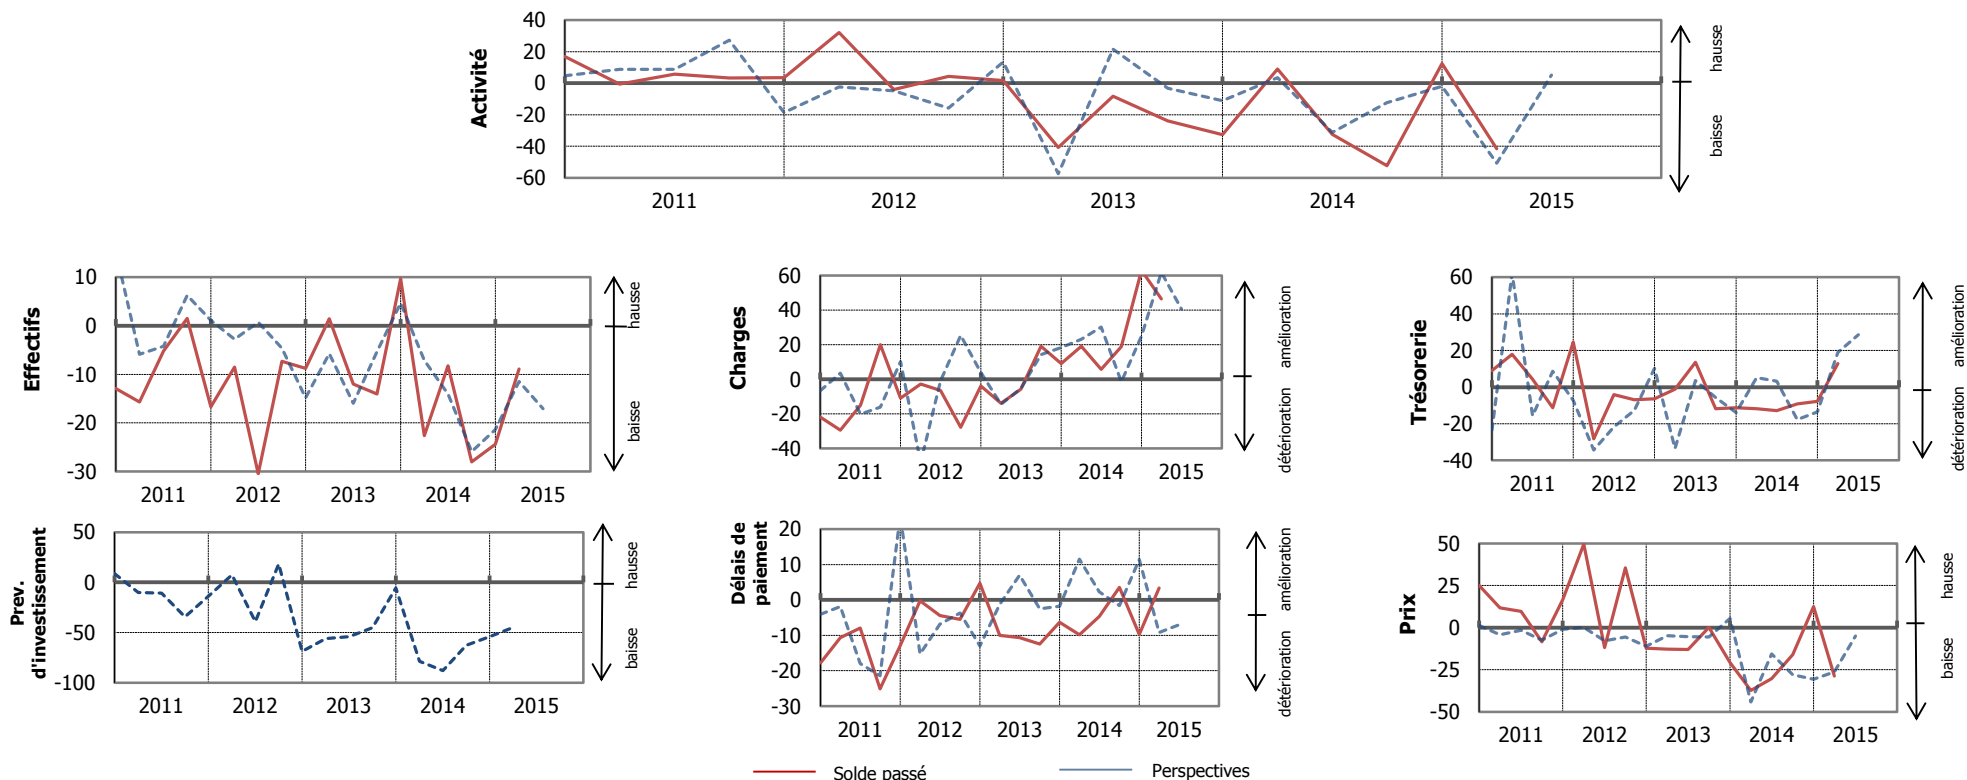 Activité
40
20
0
-20
-40
-60
2011 2012 2013 2014 2015
hausse
baisse
Effectifs
10
0
-10
-20
-30
2011 2012 2013 2014 2015
hausse
baisse
Charges
60
40
20
0
-20
-40
2011 2012 2013 2014 2015
amélioration
détérioration
Trésorerie
60
40
20
0
-20
-40
2011 2012 2013 2014 2015
amélioration
détérioration
Prev.
d'investissement
50
0
-50
-100
2011 2012 2013 2014 2015
hausse
baisse
Délais de
paiement
20
10
0
-10
-20
-30
2011 2012 2013 2014 2015
amélioration
détérioration
Prix
50
25
0
-25
-50
2011 2012 2013 2014 2015
hausse
baisse
Solde passé Perspectives